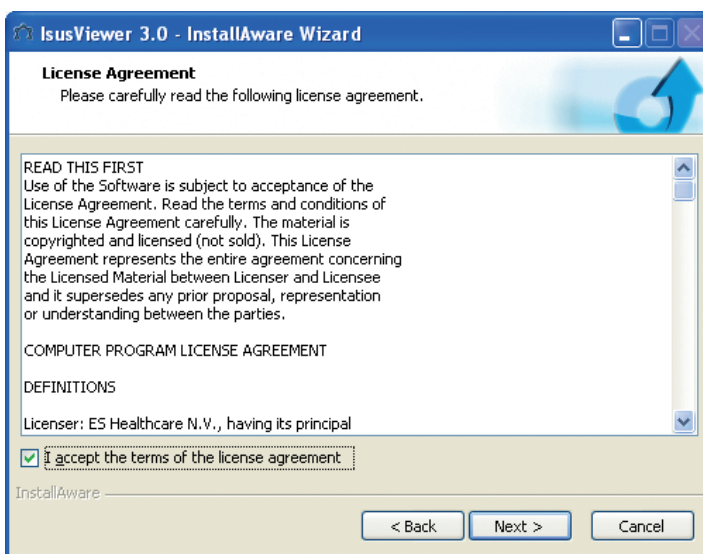 IsusViewer 3.0 - InstallAware Wizard
License Agreement
Please carefully read the following license agreement.
READ THIS FIRST
Use of the Software is subject to acceptance of the
License Agreement. Read the terms and conditions of
this License Agreement carefully. The material is
copyrighted and licensed (not sold). This License
Agreement represents the entire agreement concerning
the Licensed Material between Licenser and Licensee
and it supersedes any prior proposal, representation
or understanding between the parties.
COMPUTER PROGRAM LICENSE AGREEMENT
DEFINITIONS
Licenser: ES Healthcare N.V., having its principal
I accept the terms of the license agreement
InstallAware
< Back
Next >
Cancel